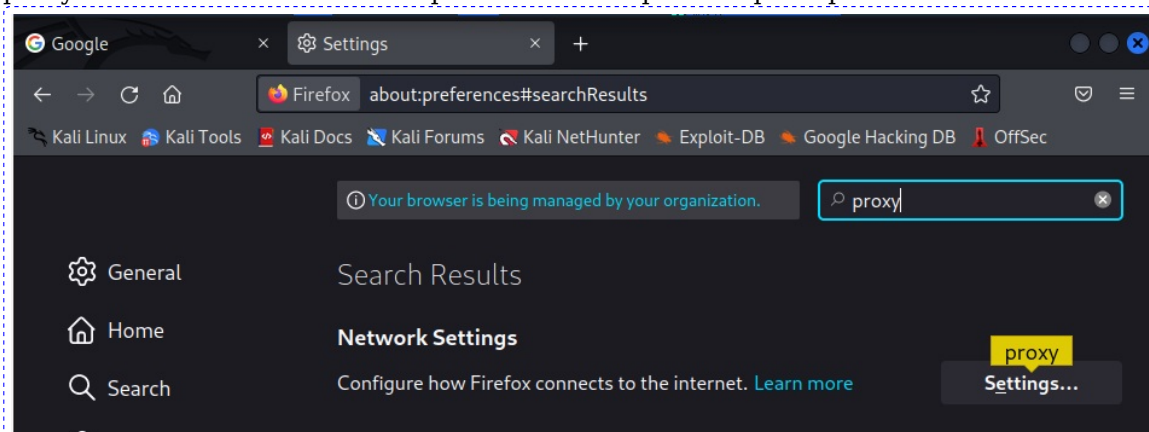 Google
Settings
Firefox about:preferences#searchResults
Kali Linux Kali Tools Kali Docs Kali Forums Kali NetHunter Exploit-DB Google Hacking DB OffSec
Your browser is being managed by your organization.
proxy
General
Search Results
Home
Network Settings
proxy
Search
Configure how Firefox connects to the internet. Learn more
Settings...